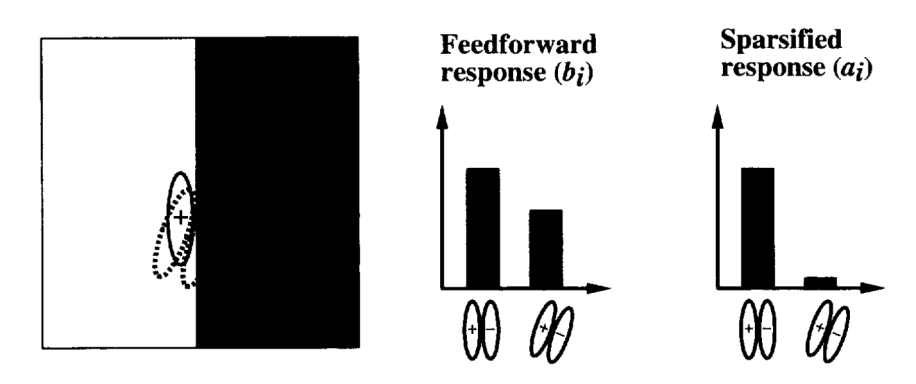 Feedforward
response (bi)
Sparsified
response (ai)
+
+ - + -
+ - + -